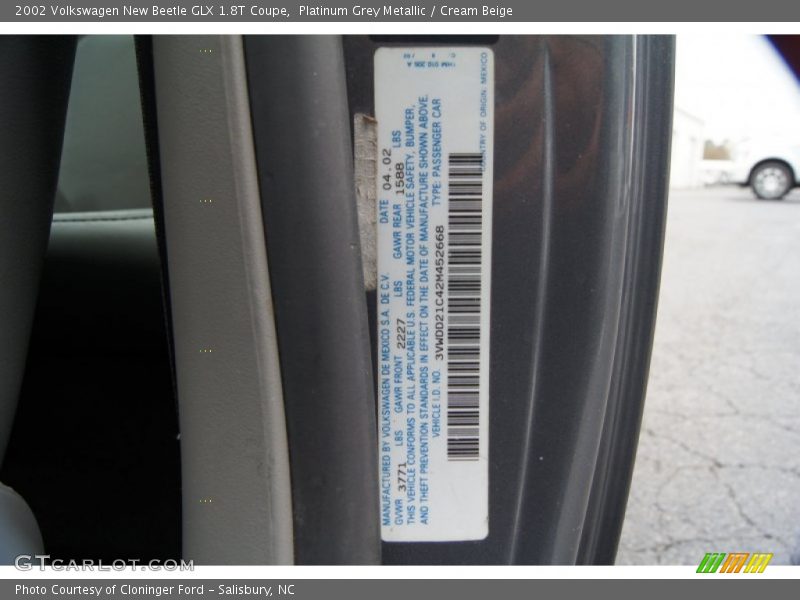 2002 Volkswagen New Beetle GLX 1.8T Coupe, Platinum Grey Metallic / Cream Beige
MANUFACTURED BY VOLKSWAGEN DE MEXICO S.A. DE C.V. DATE 04.02
GVWR 3771 LBS GAWR FRONT 2227 LBS GAWR REAR 1588 LBS
THIS VEHICLE CONFORMS TO ALL APPLICABLE U.S. FEDERAL MOTOR VEHICLE SAFETY, BUMPER,
AND THEFT PREVENTION STANDARDS IN EFFECT ON THE DATE OF MANUFACTURE SHOWN ABOVE.
VEHICLE I.D. NO. 3VWDD21C42M452668 TYPE: PASSENGER CAR
COUNTRY OF ORIGIN: MEXICO
GTCARLOT.COM
Photo Courtesy of Cloninger Ford – Salisbury, NC